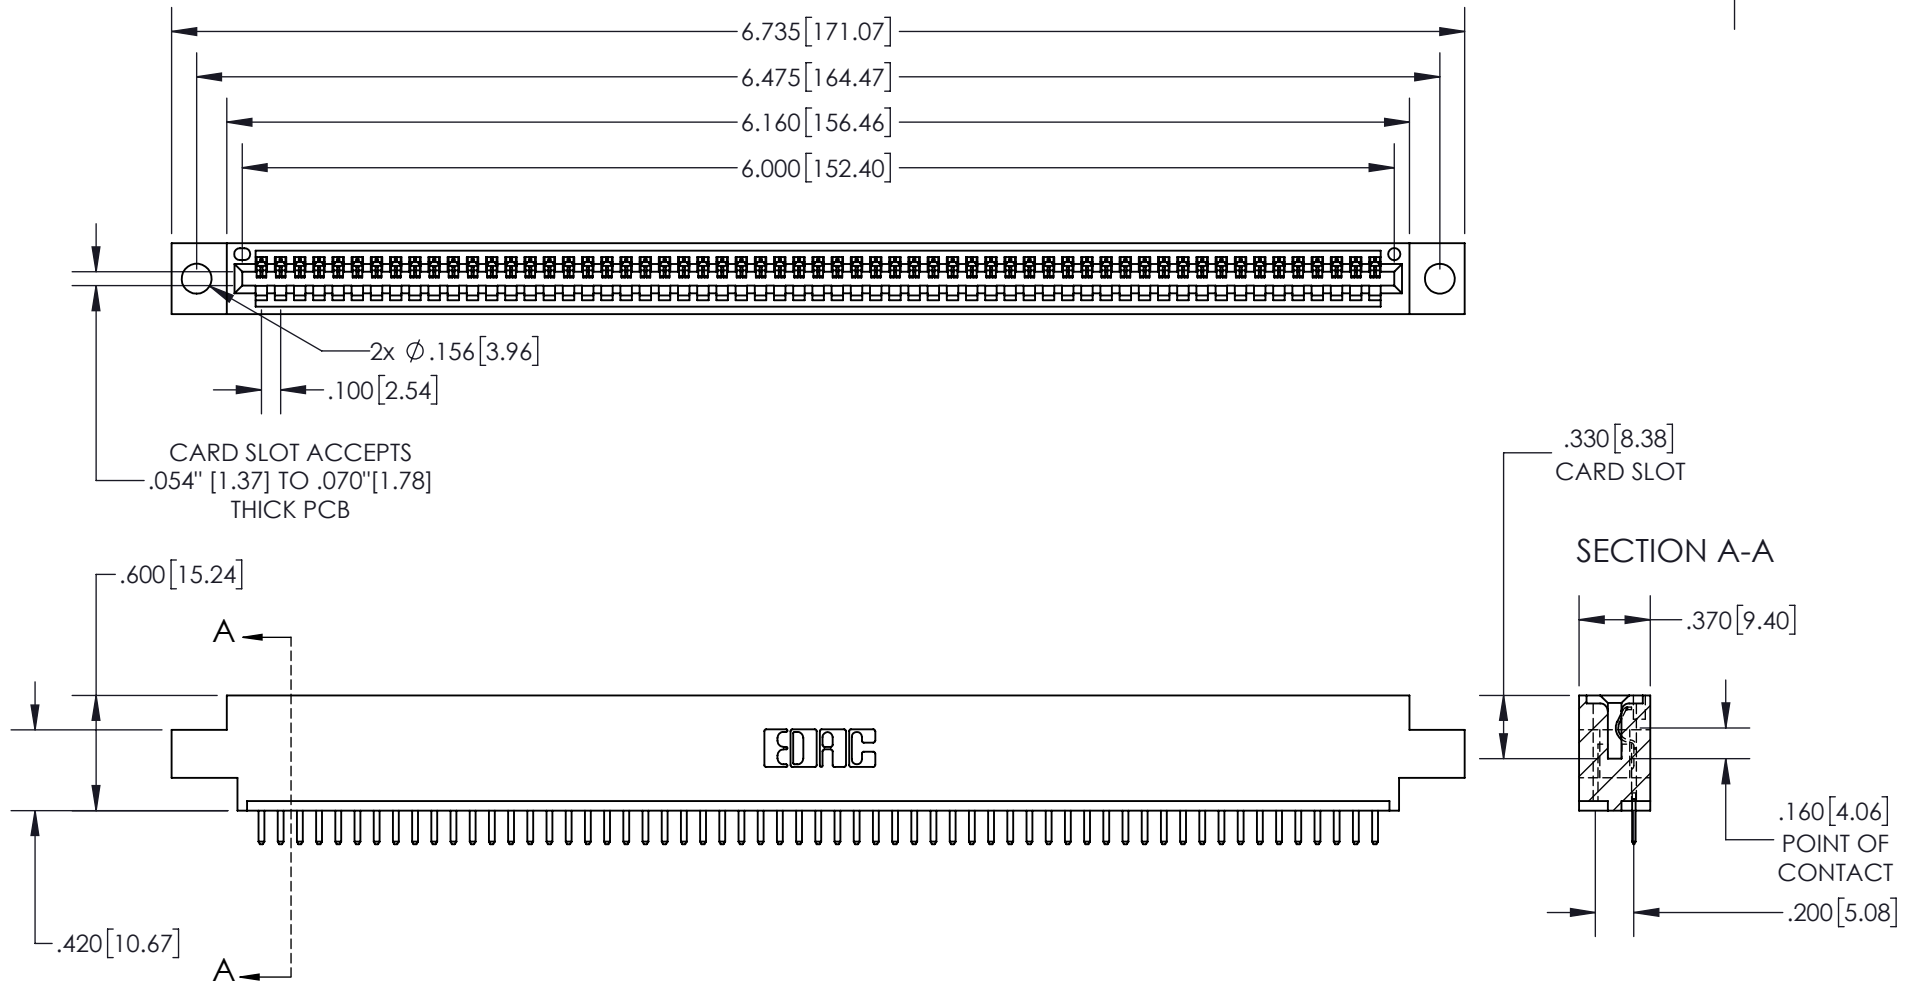 6.735[171.07]
6.475[164.47]
6.160[156.46]
6.000[152.40]
2x Ø.156[3.96]
.100[2.54]
CARD SLOT ACCEPTS
.054" [1.37] TO .070"[1.78]
THICK PCB
.330[8.38]
CARD SLOT
SECTION A-A
.600[15.24]
.370[9.40]
A
EDAC
.160[4.06]
POINT OF
CONTACT
.200[5.08]
.420[10.67]
A